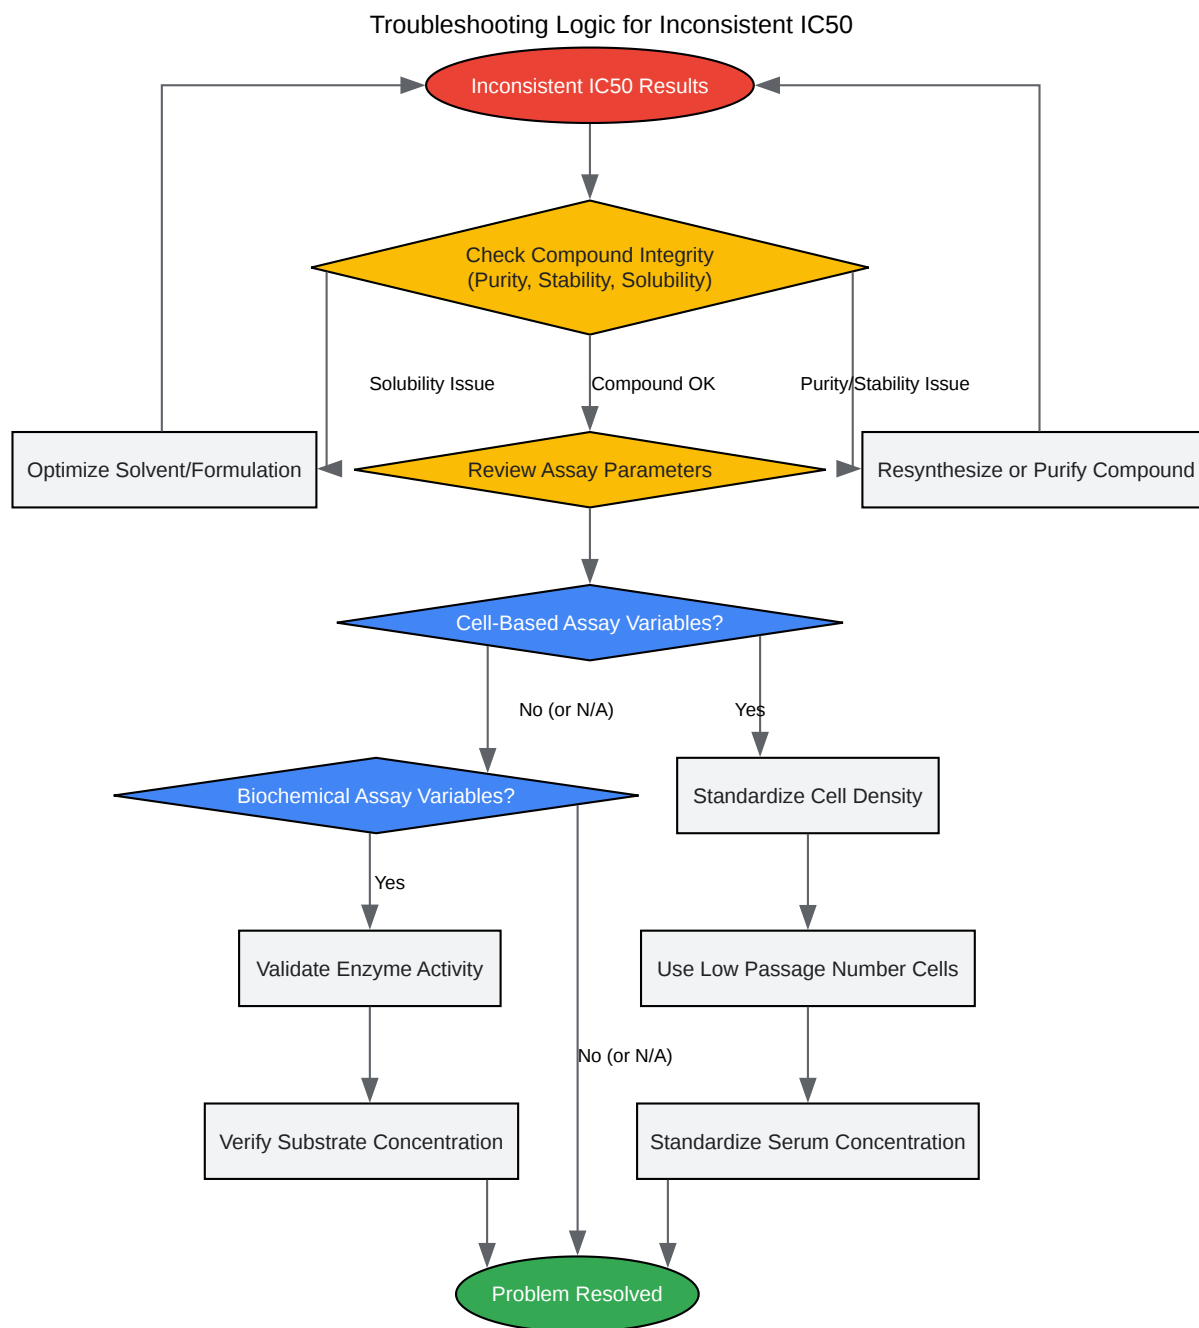 Troubleshooting Logic for Inconsistent IC50
Inconsistent IC50 Results
Check Compound Integrity
(Purity, Stability, Solubility)
Solubility Issue
Compound OK
Purity/Stability Issue
Optimize Solvent/Formulation
Review Assay Parameters
Resynthesize or Purify Compound
Cell-Based Assay Variables?
No (or N/A)
Yes
Biochemical Assay Variables?
Standardize Cell Density
Yes
Validate Enzyme Activity
Use Low Passage Number Cells
No (or N/A)
Verify Substrate Concentration
Standardize Serum Concentration
Problem Resolved